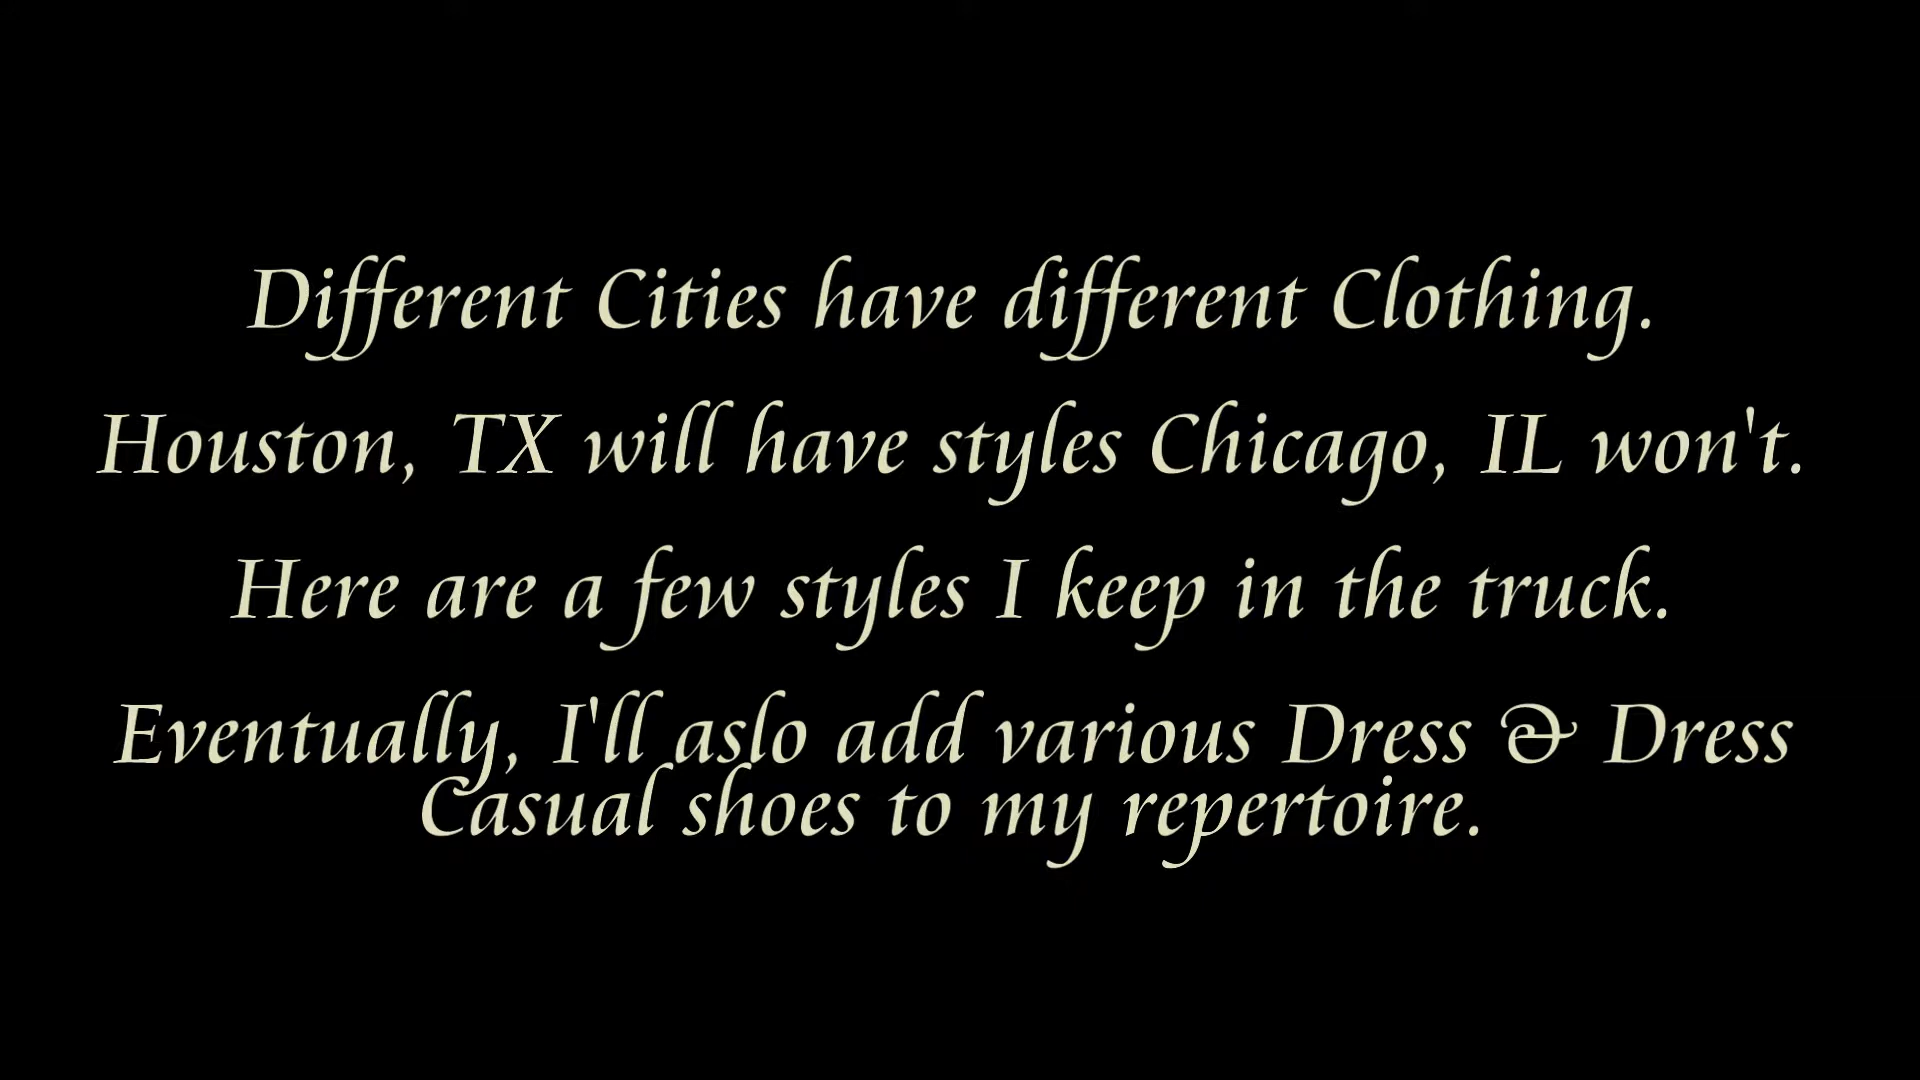 Different Cities have different Clothing.
Houston, TX will have styles Chicago, IL won't.
Here are a few styles I keep in the truck.
Eventually, I'll aslo add various Dress & Dress
Casual shoes to my repertoire.